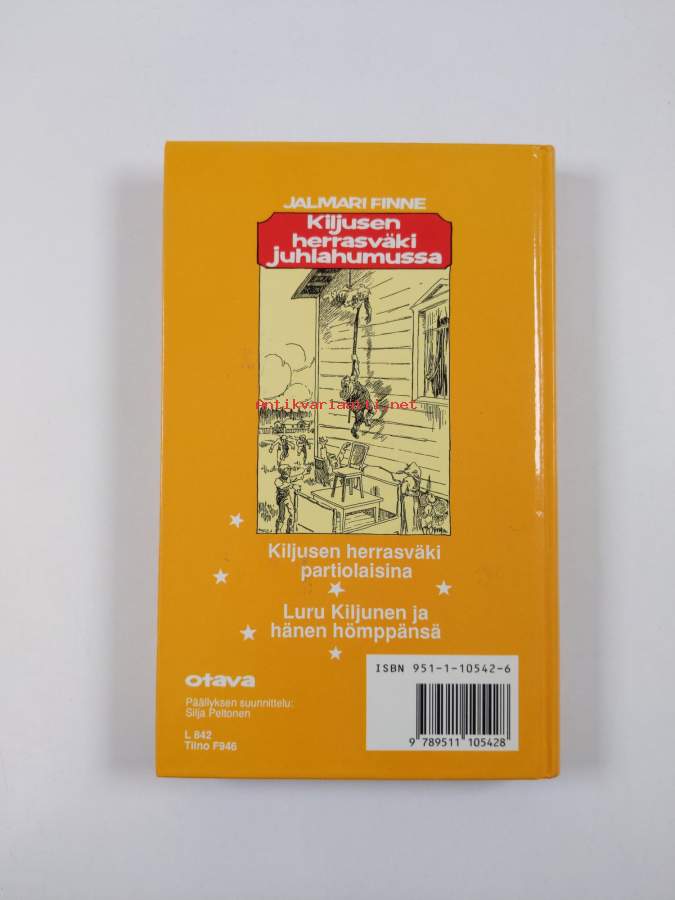 JALMARI FINNE
Kiljusen
herrasväki
juhlahumussa
Antikvariaatti.net
Kiljusen herrasväki
partiolaisina
Luru Kiljunen ja
hänen hömppänsä
otava
Päällyksen suunnittelu:
Silja Peltonen
L 842
Tilno F946
ISBN 951-1-10542-6
9 789511 105428